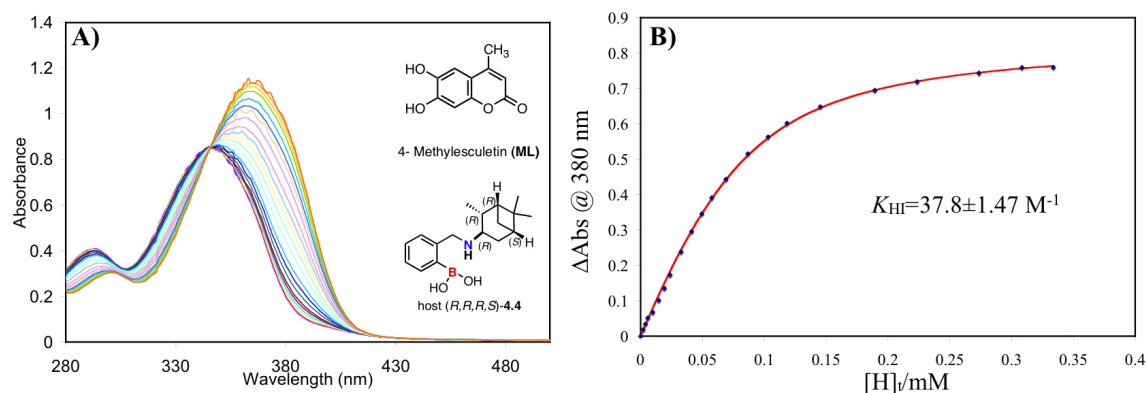 A)
1.4
1.2
1
0.8
0.6
0.4
0.2
0
Absorbance
280
330
380
430
480
Wavelength (nm)
CH₃
HO
HO
O
O
4- Methylesculetin (ML)
H
(R)
(R)
(R)
(S)
H
N
H
B
HO
OH
host (R,R,R,S)-4.4
B)
0.9
0.8
0.7
0.6
0.5
0.4
0.3
0.2
0.1
0
ΔAbs @ 380 nm
K_HI=37.8±1.47 M⁻¹
0
0.05
0.1
0.15
0.2
0.25
0.3
0.35
0.4
[H]ₜ/mM